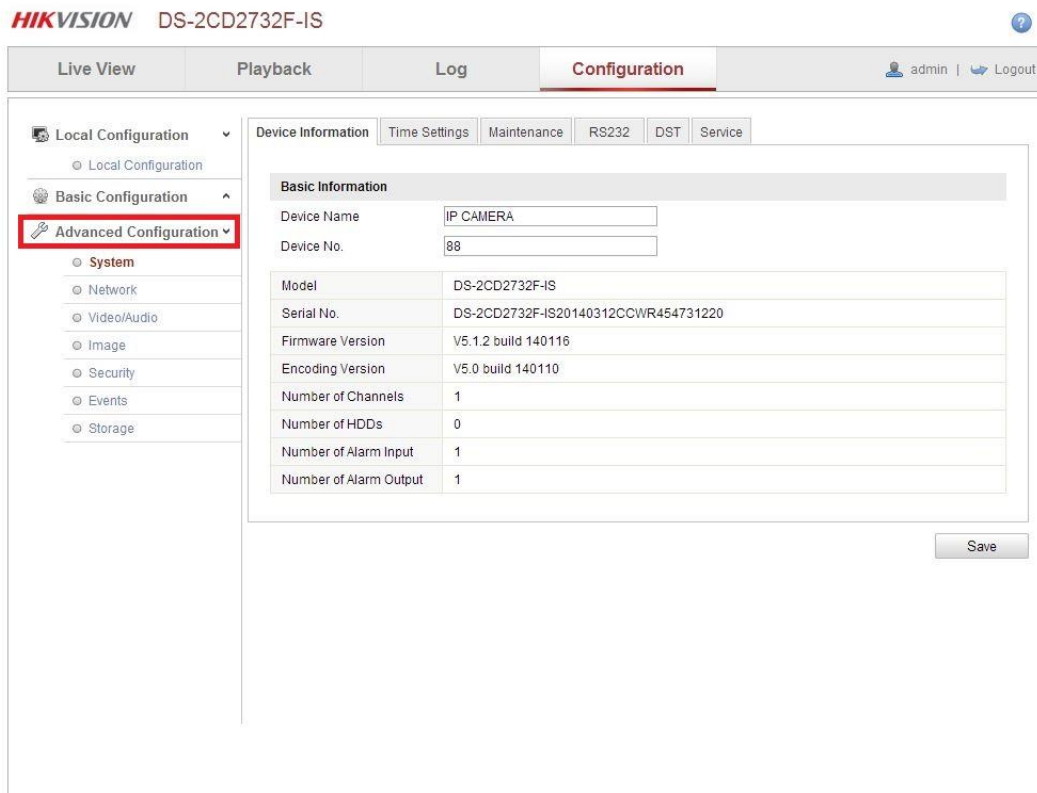 HIKVISION DS-2CD2732F-IS
Live View Playback Log Configuration admin | Logout
Local Configuration
Local Configuration
Basic Configuration
Advanced Configuration
System
Network
Video/Audio
Image
Security
Events
Storage
Device Information Time Settings Maintenance RS232 DST Service
Basic Information
Device Name IP CAMERA
Device No. 88
Model DS-2CD2732F-IS
Serial No. DS-2CD2732F-IS20140312CCWR454731220
Firmware Version V5.1.2 build 140116
Encoding Version V5.0 build 140110
Number of Channels 1
Number of HDDs 0
Number of Alarm Input 1
Number of Alarm Output 1
Save